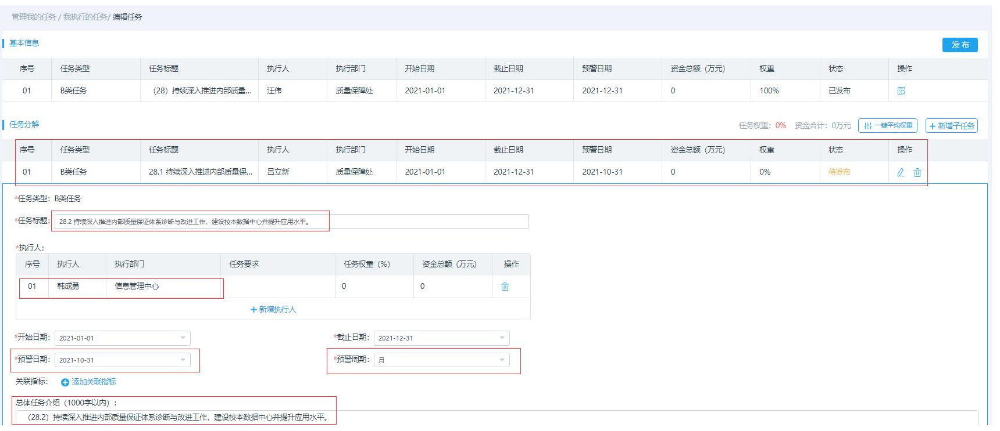 管理我的任务 / 我执行的任务/ 编辑任务
基本信息
发 布
序号 任务类型 任务标题 执行人 执行部门 开始日期 截止日期 预警日期 资金总额（万元） 权重 状态 操作
01 B类任务 （28）持续深入推进内部质量... 汪伟 质量保障处 2021-01-01 2021-12-31 2021-12-31 0 100% 已发布
任务分解 任务权重：0% 资金合计：0万元 一键平均权重 新增子任务
序号 任务类型 任务标题 执行人 执行部门 开始日期 截止日期 预警日期 资金总额（万元） 权重 状态 操作
01 B类任务 28.1 持续深入推进内部质量保... 吕立新 质量保障处 2021-01-01 2021-12-31 2021-10-31 0 0% 待发布
*任务类型：B类任务
*任务标题：28.2 持续深入推进内部质量保证体系诊断与改进工作，建设校本数据中心并提升应用水平。
*执行人：
序号 执行人 执行部门 任务要求 任务权重（%） 资金总额（万元） 操作
01 韩成勇 信息管理中心 0 0
新增执行人
*开始日期：2021-01-01 *截止日期：2021-12-31
*预警日期：2021-10-31 *预警周期：月
关联指标： 添加关联指标
总体任务介绍（1000字以内）：
（28.2）持续深入推进内部质量保证体系诊断与改进工作，建设校本数据中心并提升应用水平。